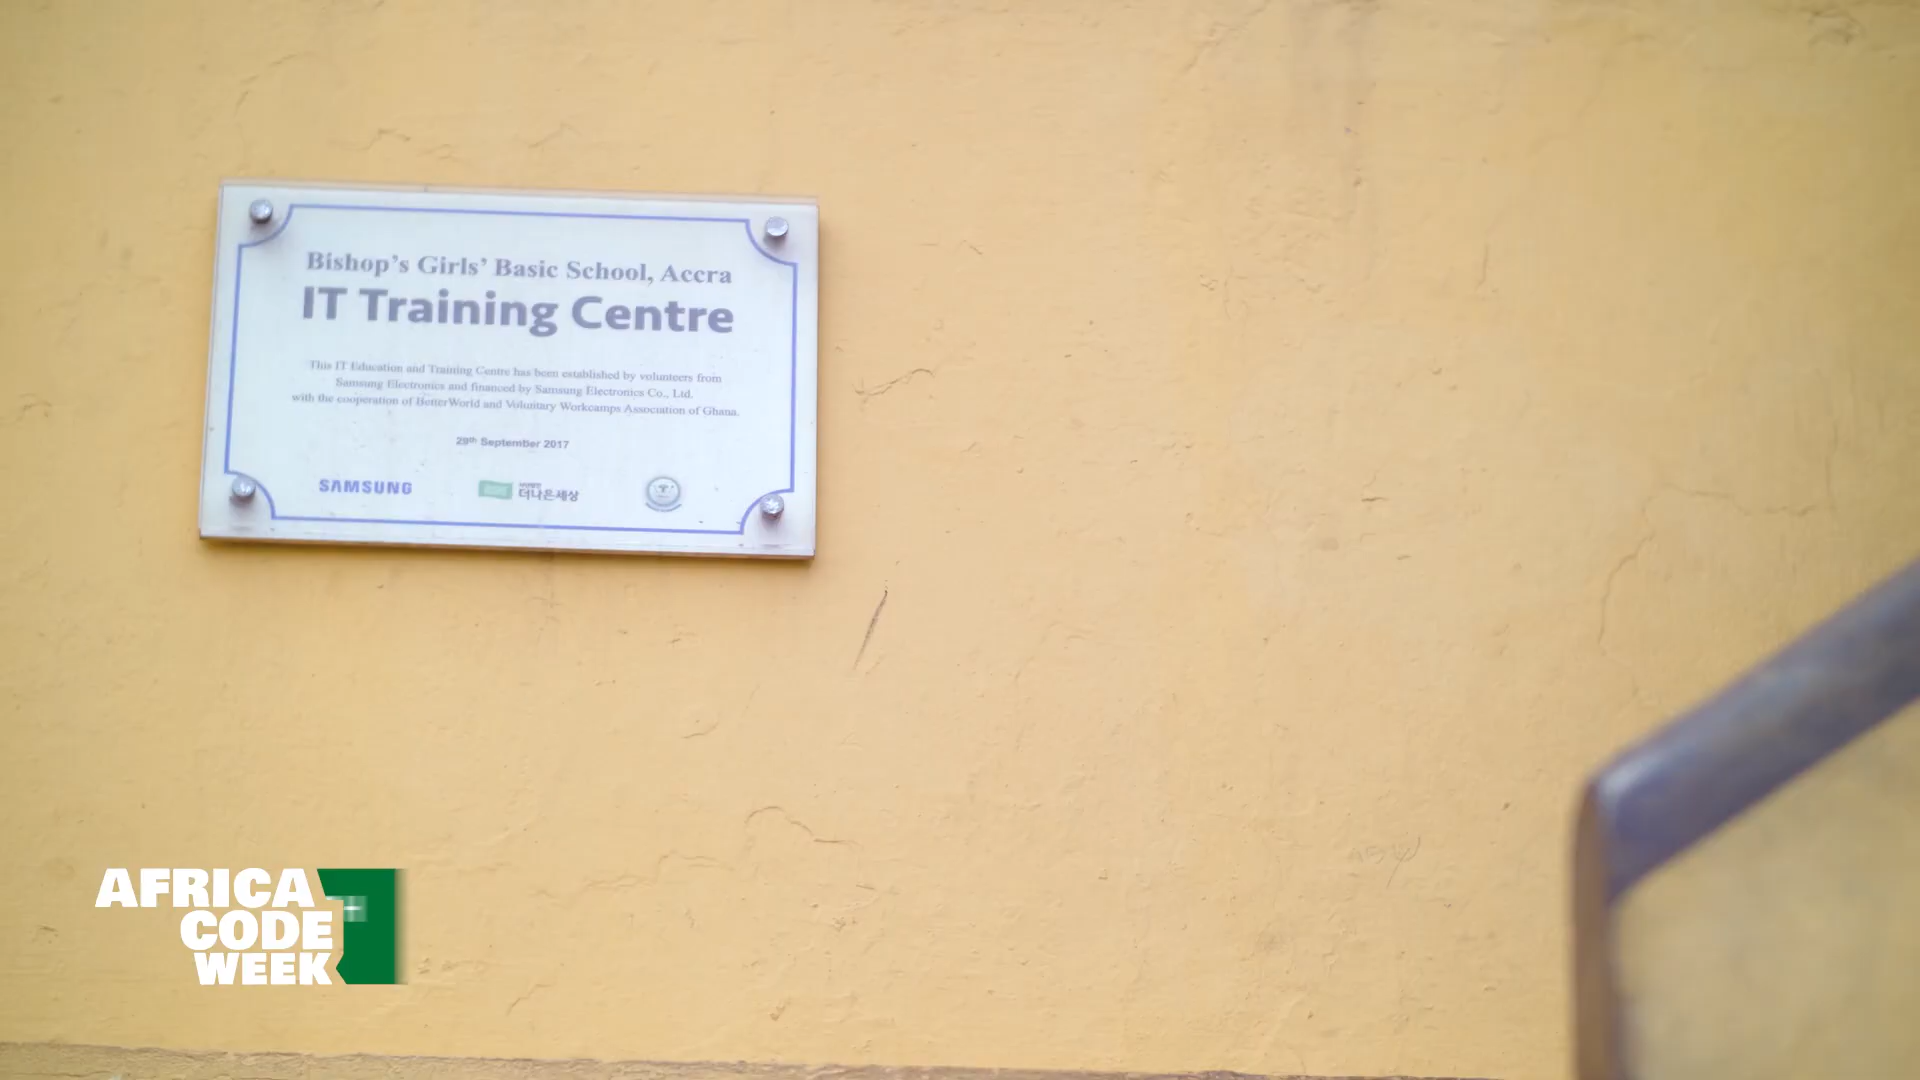 Bishop's Girls' Basic School, Accra
IT Training Centre
This IT Education and Training Centre has been established by volunteers from
Samsung Electronics and financed by Samsung Electronics Co., Ltd.
with the cooperation of BetterWorld and Voluntary Workcamps Association of Ghana.
29th September 2017
SAMSUNG
더나은세상
AFRICA
CODE
WEEK